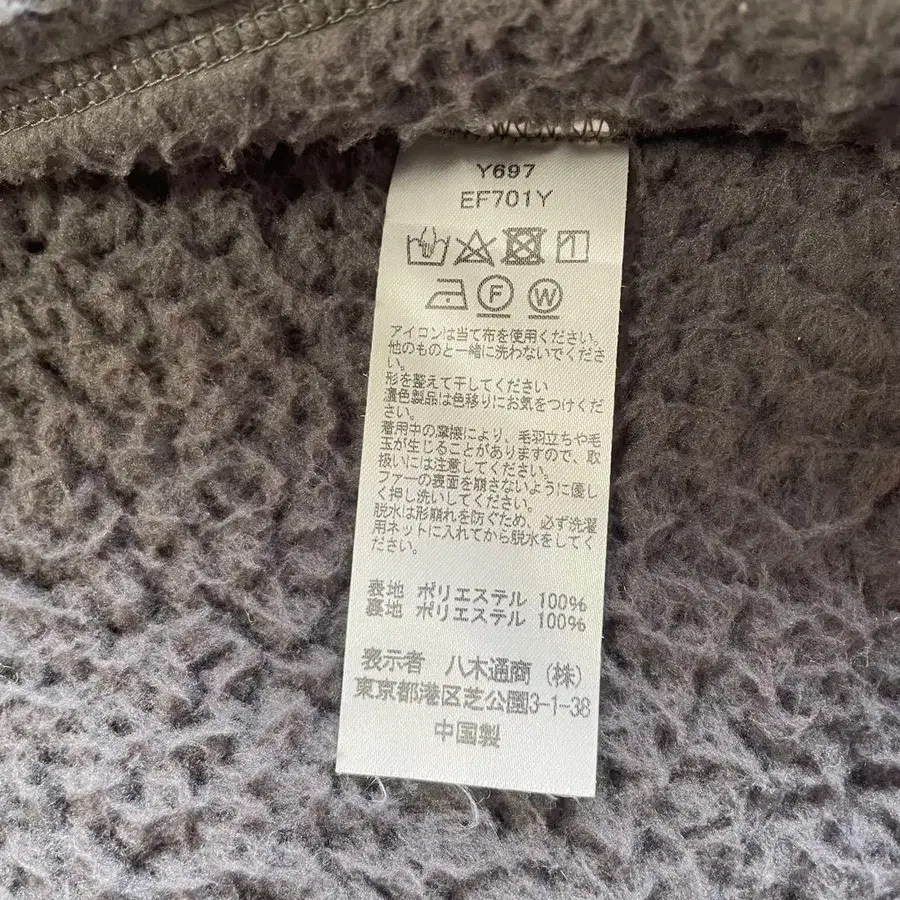 Y697
EF701Y
F W
アイロンは当て布を使用ください。
他のものと一緒に洗わないでくださ
い。
形を整えて干してください
濃色製品は色移りにお気をつけくだ
さい。
着用中の摩擦により、毛羽立ちや毛
玉が生じることがありますので、取
扱いには注意してください。
ファーの表面を崩さないように優し
く押し洗いしてください。
脱水は形崩れを防ぐため、必ず洗濯
用ネットに入れてから脱水をしてく
ださい。
表地 ポリエステル 100%
裏地 ポリエステル 100%
表示者 八木通商(株)
東京都港区芝公園3-1-38
中国製